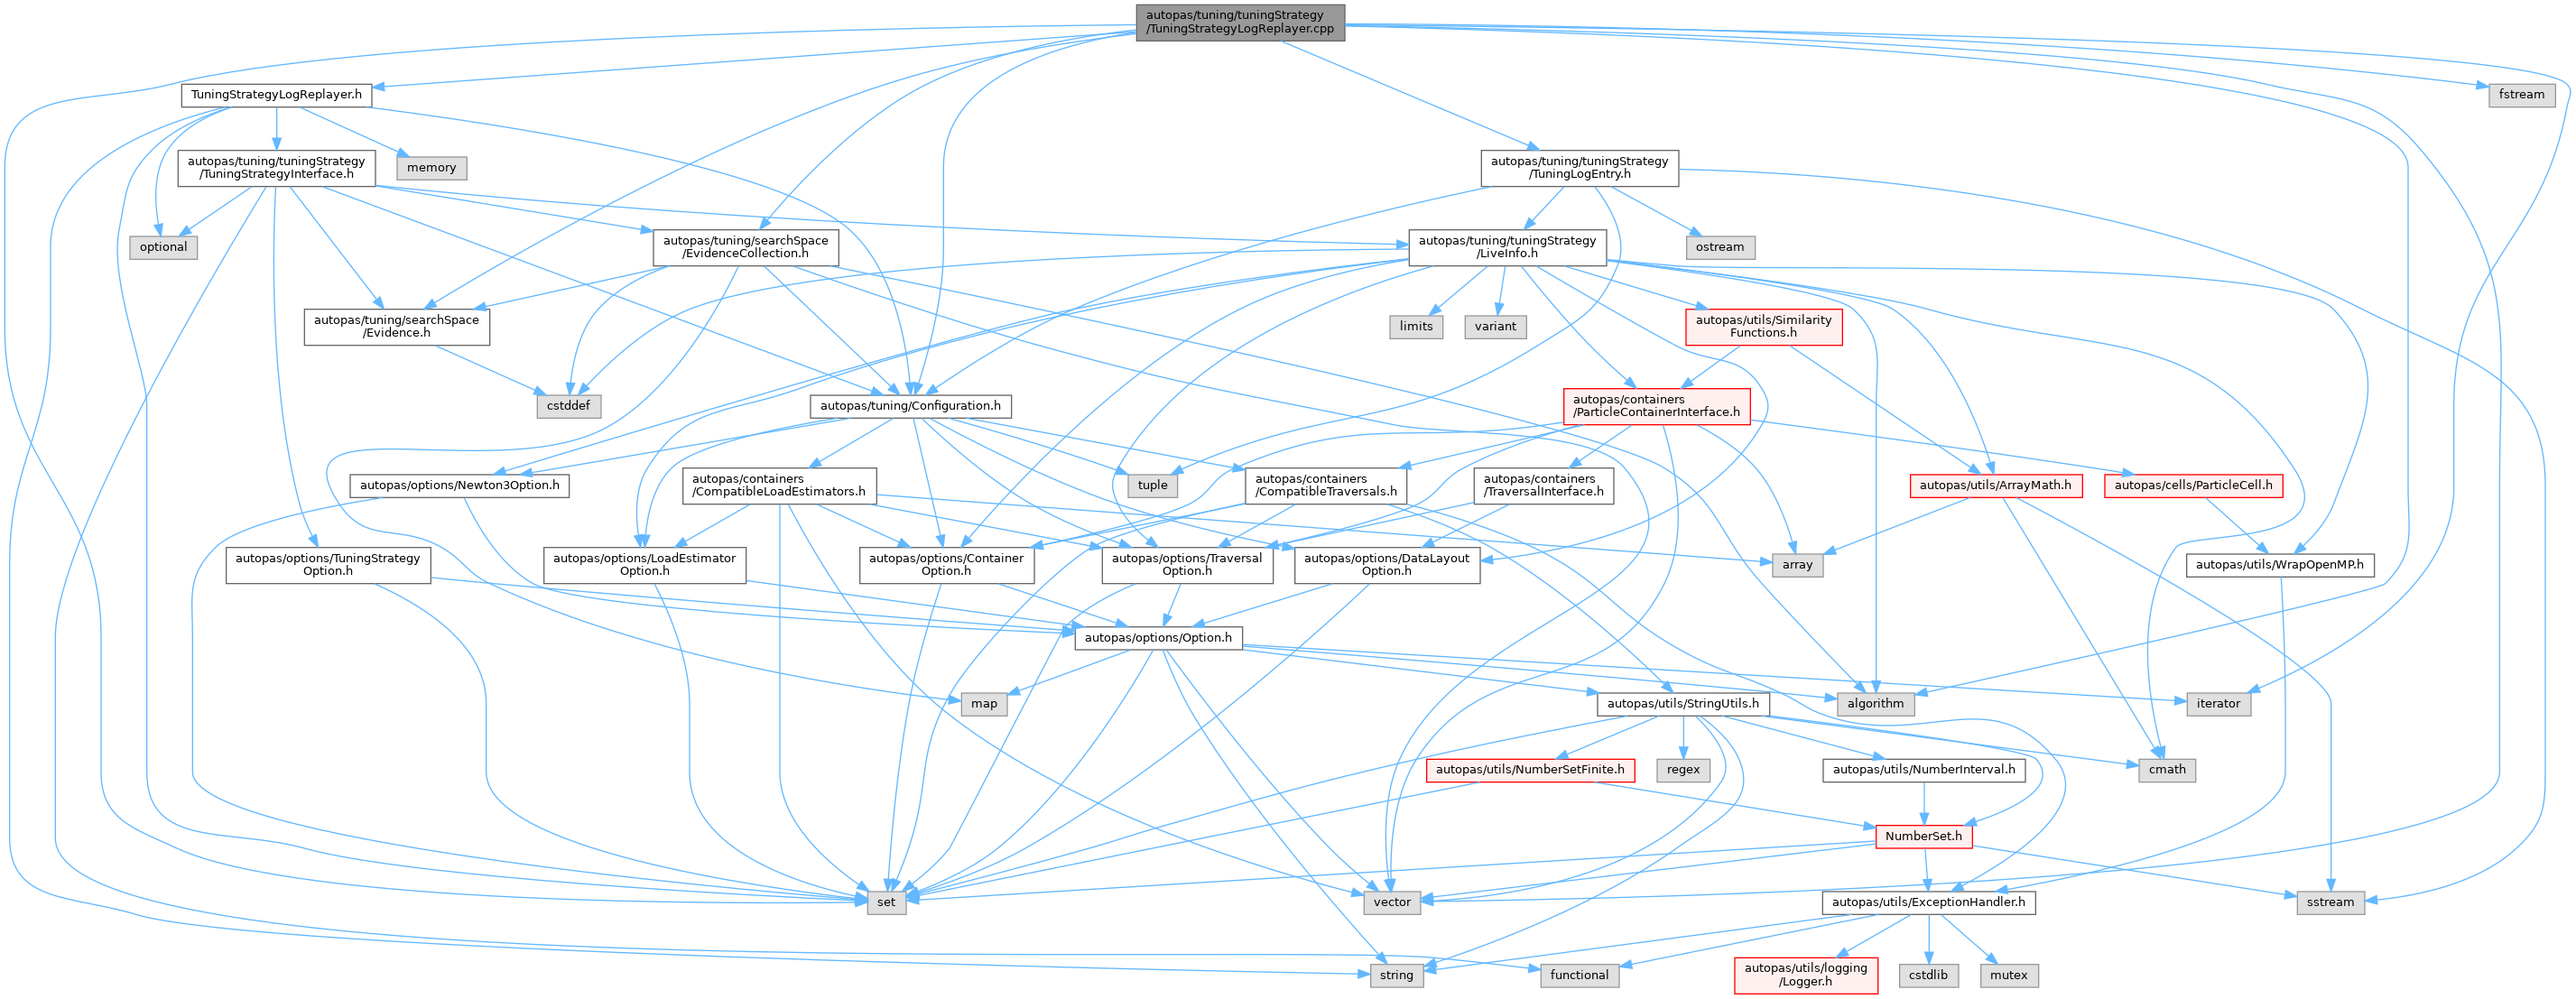 autopas/tuning/tuningStrategy
/TuningStrategyLogReplayer.cpp
TuningStrategyLogReplayer.h
fstream
autopas/tuning/tuningStrategy
/TuningStrategyInterface.h
memory
autopas/tuning/tuningStrategy
/TuningLogEntry.h
optional
autopas/tuning/searchSpace
/EvidenceCollection.h
autopas/tuning/tuningStrategy
/LiveInfo.h
ostream
autopas/tuning/searchSpace
/Evidence.h
limits
variant
autopas/utils/Similarity
Functions.h
cstddef
autopas/tuning/Configuration.h
autopas/containers
/ParticleContainerInterface.h
autopas/options/Newton3Option.h
autopas/containers
/CompatibleLoadEstimators.h
tuple
autopas/containers
/CompatibleTraversals.h
autopas/containers
/TraversalInterface.h
autopas/utils/ArrayMath.h
autopas/cells/ParticleCell.h
autopas/options/TuningStrategy
Option.h
autopas/options/LoadEstimator
Option.h
autopas/options/Container
Option.h
autopas/options/Traversal
Option.h
autopas/options/DataLayout
Option.h
array
autopas/utils/WrapOpenMP.h
autopas/options/Option.h
map
autopas/utils/StringUtils.h
algorithm
iterator
autopas/utils/NumberSetFinite.h
regex
autopas/utils/NumberInterval.h
cmath
NumberSet.h
set
vector
autopas/utils/ExceptionHandler.h
sstream
string
functional
autopas/utils/logging
/Logger.h
cstdlib
mutex